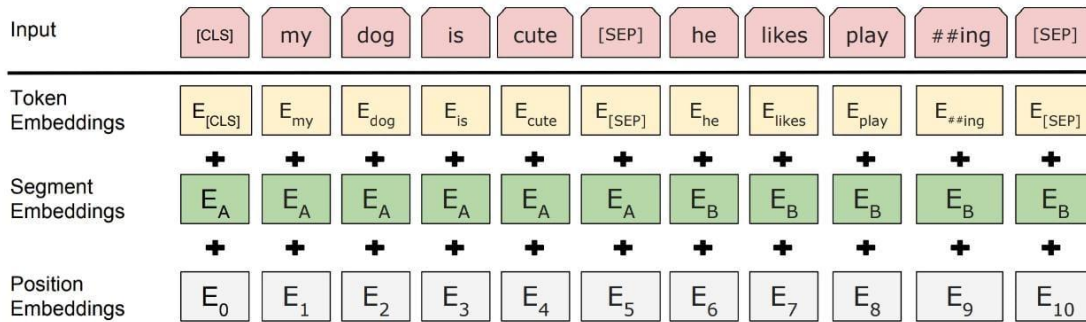 Input [CLS] my dog is cute [SEP] he likes play ##ing [SEP]
Token Embeddings E[CLS] Emy Edog Eis Ecute E[SEP] Ehe Elikes Eplay E##ing E[SEP]
+ + + + + + + + + + +
Segment Embeddings EA EA EA EA EA EA EB EB EB EB EB
+ + + + + + + + + + +
Position Embeddings E0 E1 E2 E3 E4 E5 E6 E7 E8 E9 E10